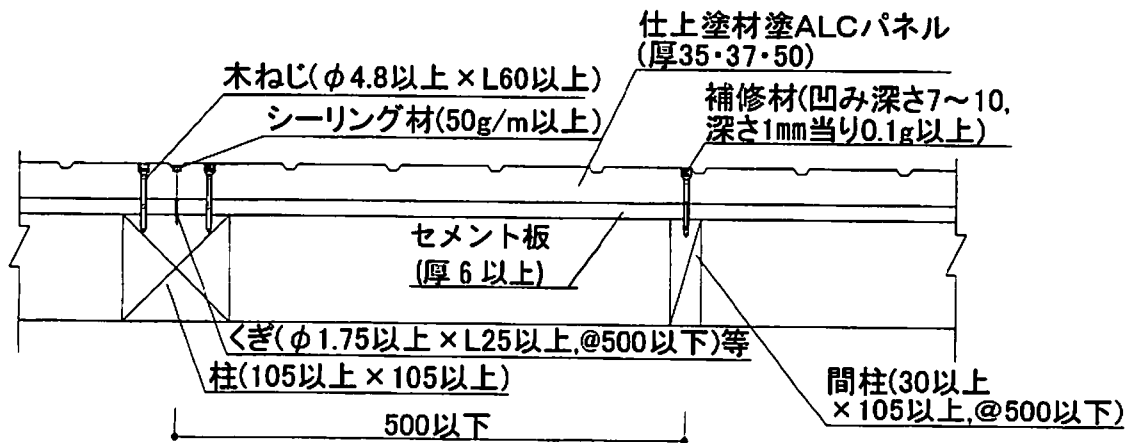 仕上塗材塗ALCパネル
(厚35・37・50)
木ねじ(φ4.8以上×L60以上)
シーリング材(50g/m以上)
補修材(凹み深さ7～10,
深さ1mm当り0.1g以上)
セメント板
(厚6以上)
くぎ(φ1.75以上×L25以上,@500以下)等
柱(105以上×105以上)
間柱(30以上
×105以上,@500以下)
500以下